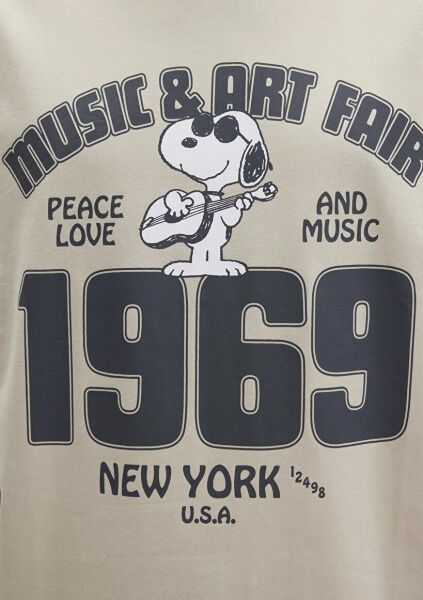 MUSIC & ART FAIR
PEACE LOVE
AND MUSIC
1969
NEW YORK 12498
U.S.A.